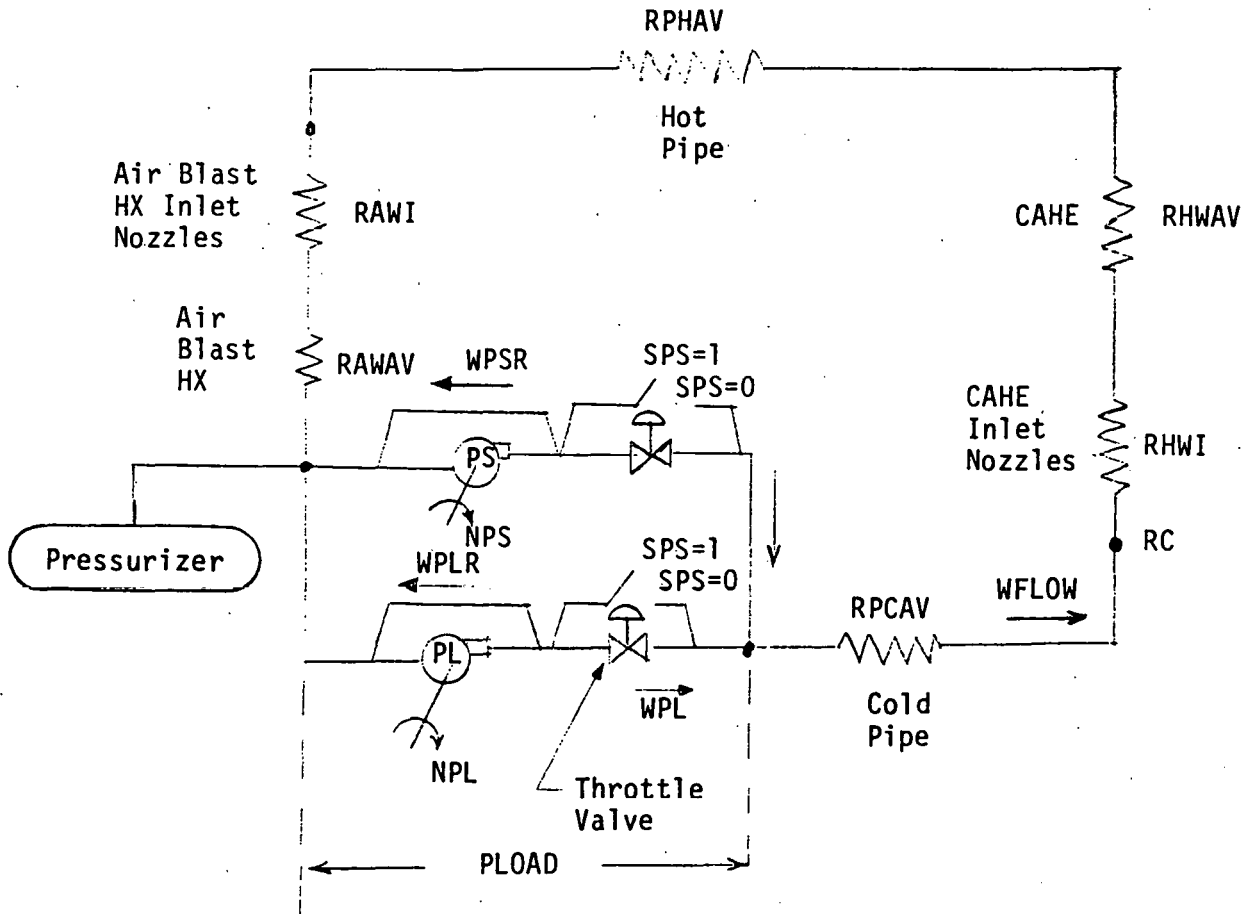 RPHAV
Hot
Pipe
Air Blast
HX Inlet
Nozzles
RAWI
CAHE
RHWAV
Air
Blast
HX
RAWAV
WPSR
SPS=1
SPS=0
CAHE
Inlet
Nozzles
RHWI
PS
NPS
Pressurizer
RC
WPLR
SPS=1
SPS=0
WFLOW
RPCAV
PL
WPL
Cold
Pipe
NPL
Throttle
Valve
PLOAD